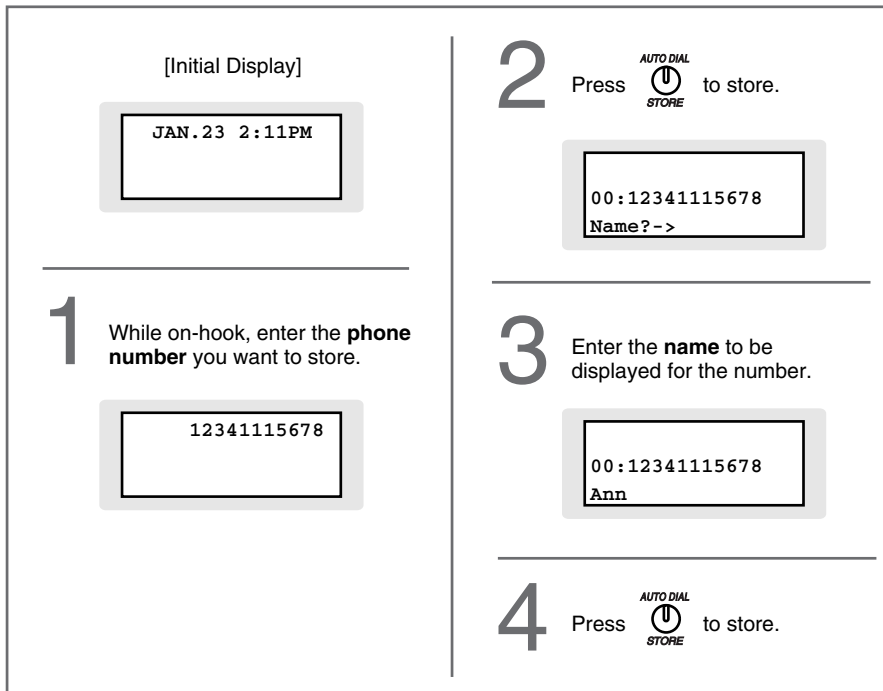 [Initial Display]
JAN.23 2:11PM
1
While on-hook, enter the phone
number you want to store.
12341115678
2
AUTO DIAL
Press to store.
STORE
00:12341115678
Name?->
3
Enter the name to be
displayed for the number.
00:12341115678
Ann
4
AUTO DIAL
Press to store.
STORE